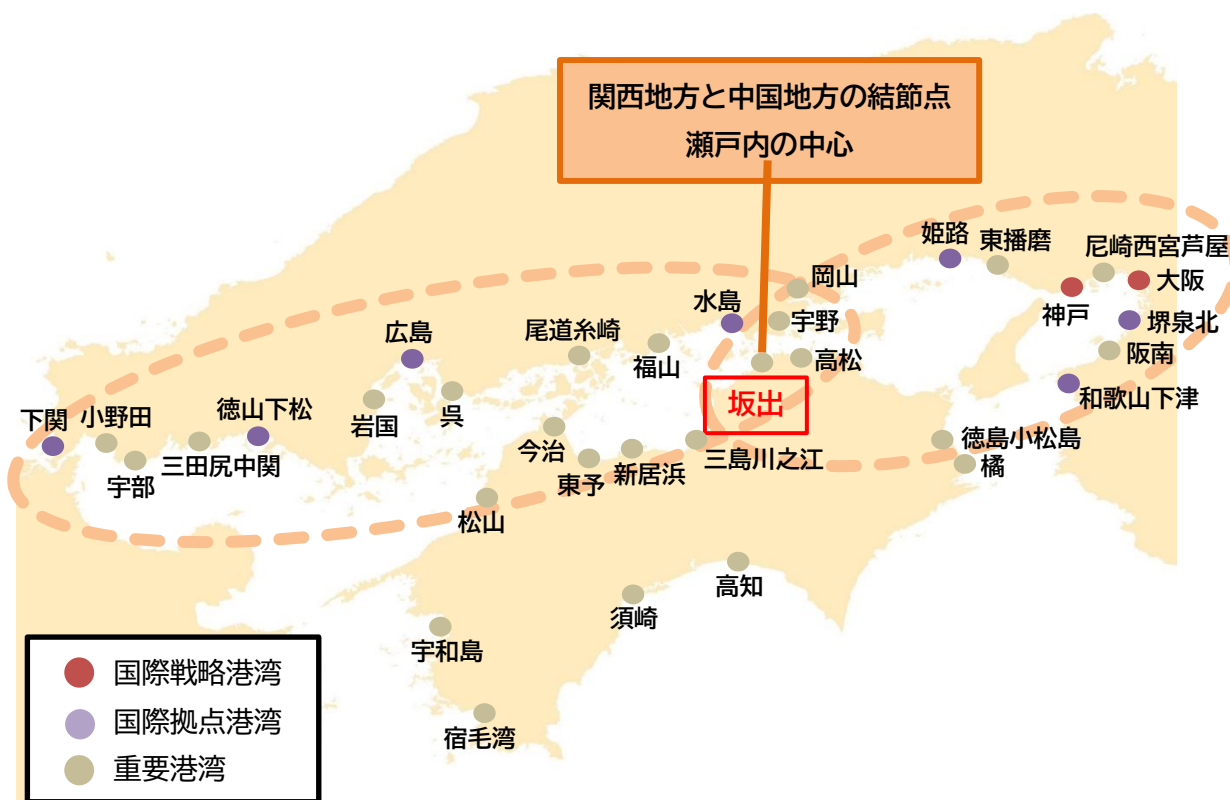 関西地方と中国地方の結節点
瀬戸内の中心
姫路
東播磨
尼崎西宮芦屋
大阪
神戸
堺泉北
阪南
和歌山下津
岡山
水島
宇野
高松
坂出
広島
尾道糸崎
福山
呉
岩国
徳山下松
小野田
下関
宇部
三田尻中関
今治
東予
新居浜
三島川之江
松山
徳島小松島
橘
高知
須崎
宇和島
宿毛湾
国際戦略港湾
国際拠点港湾
重要港湾